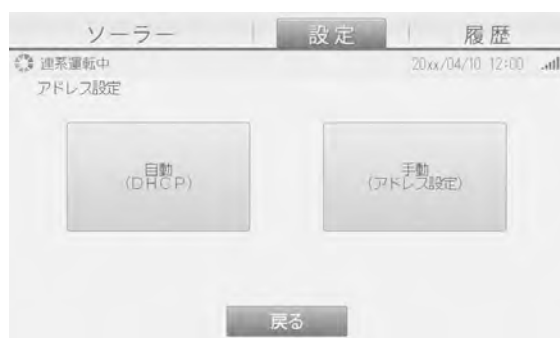 ソーラー 設定 履歴
連系運転中 20xx/04/10 12:00
アドレス設定
自動
(DHCP)
手動
(アドレス設定)
戻る